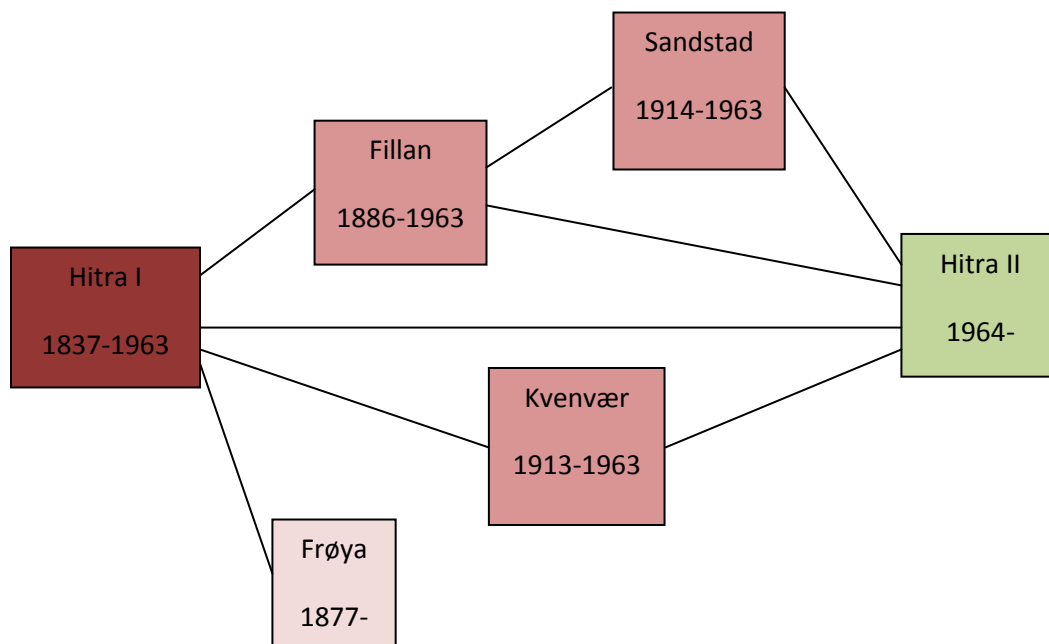 Sandstad
1914-1963
Fillan
1886-1963
Hitra I
1837-1963
Hitra II
1964-
Kvenvær
1913-1963
Frøya
1877-